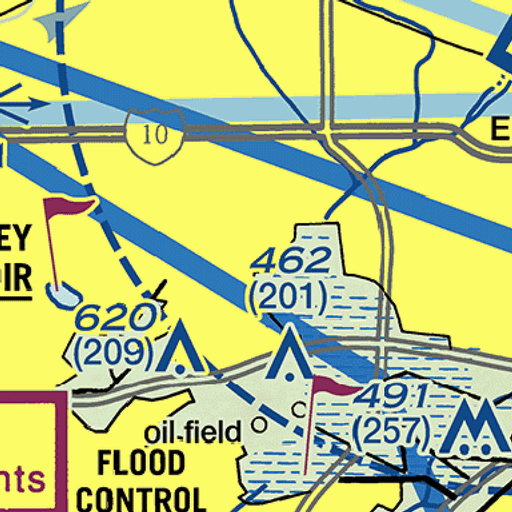 10
E
EY
OIR
462
(201)
620
(209)
491
(257)
oil-field
FLOOD
CONTROL
nts